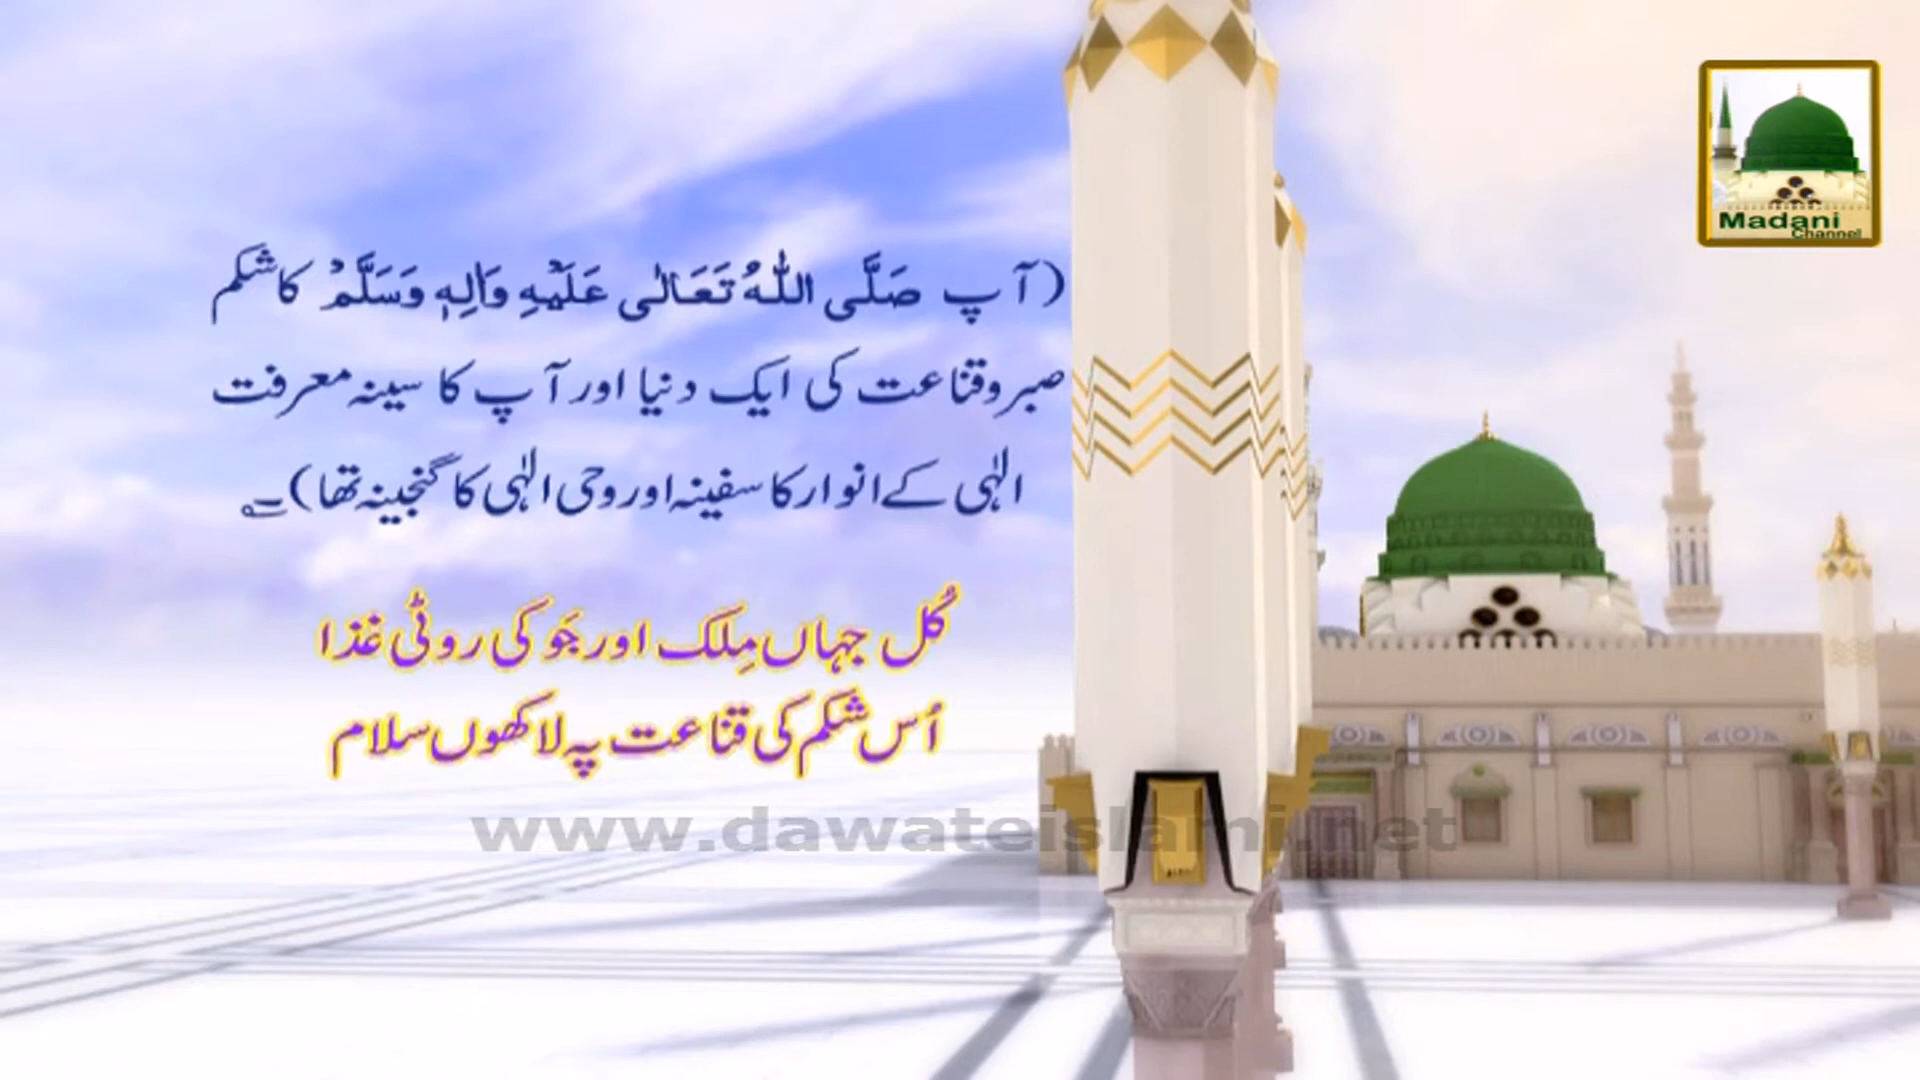 (آپ صَلَّی اللّٰہُ تَعَالٰی عَلَیْہِ وَاٰلِہٖ وَسَلَّمْ کا شکم
صبر و قناعت کی ایک دنیا اور آپ کا سینہ معرفت
الٰہی کے انوار کا سفینہ اور وحی الٰہی کا گنجینہ تھا)۔
کُل جہاں مِلک اور جَو کی روٹی غذا
اُس شکم کی قناعت پہ لاکھوں سلام
www.dawateislami.net
Madani
Channel